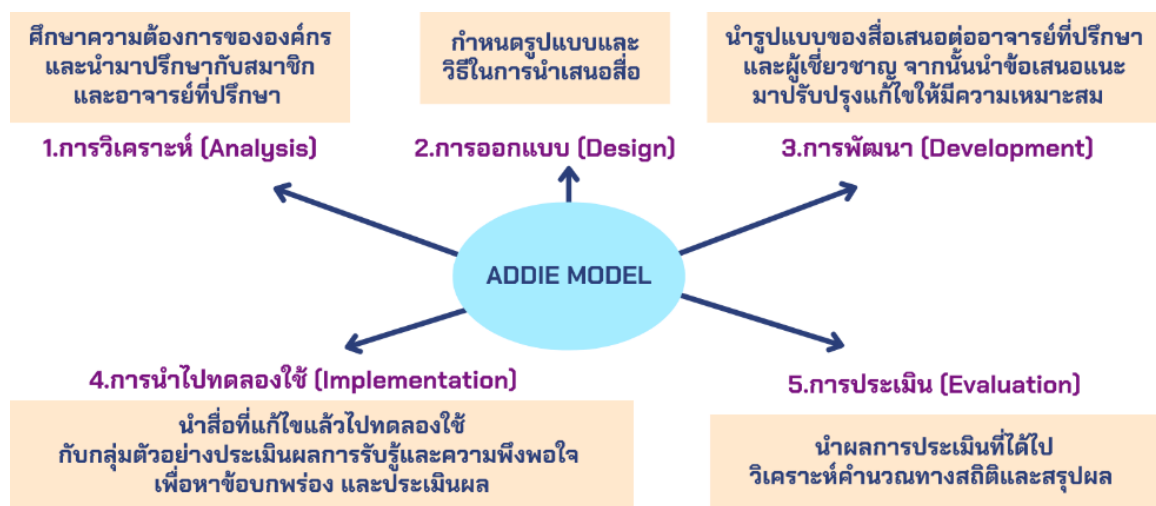 ศึกษาความต้องการขององค์กร
และนำมาปรึกษากับสมาชิก
และอาจารย์ที่ปรึกษา
1.การวิเคราะห์ (Analysis)
กำหนดรูปแบบและ
วิธีในการนำเสนอสื่อ
2.การออกแบบ (Design)
นำรูปแบบของสื่อเสนอต่ออาจารย์ที่ปรึกษา
และผู้เชี่ยวชาญ จากนั้นนำข้อเสนอแนะ
มาปรับปรุงแก้ไขให้มีความเหมาะสม
3.การพัฒนา (Development)
ADDIE MODEL
4.การนำไปทดลองใช้ (Implementation)
นำสื่อที่แก้ไขแล้วไปทดลองใช้
กับกลุ่มตัวอย่างประเมินผลการรับรู้และความพึงพอใจ
เพื่อหาข้อบกพร่อง และประเมินผล
5.การประเมิน (Evaluation)
นำผลการประเมินที่ได้ไป
วิเคราะห์คำนวณทางสถิติและสรุปผล